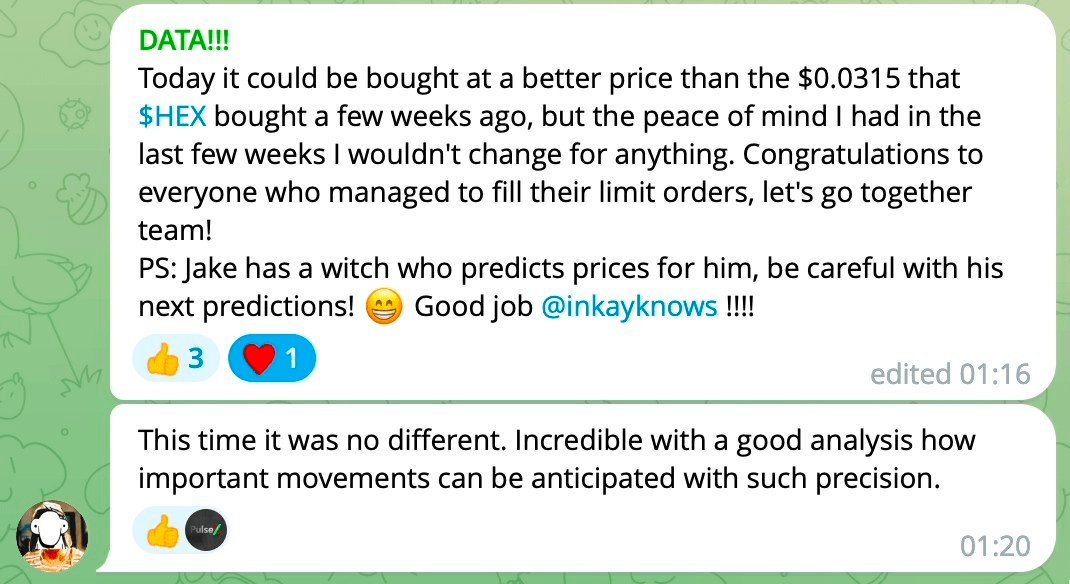 DATA!!!
Today it could be bought at a better price than the $0.0315 that
$HEX bought a few weeks ago, but the peace of mind I had in the
last few weeks I wouldn't change for anything. Congratulations to
everyone who managed to fill their limit orders, let's go together
team!
PS: Jake has a witch who predicts prices for him, be careful with his
next predictions! 😁 Good job @inkayknows !!!!
👍 3 ❤️ 1
edited 01:16
This time it was no different. Incredible with a good analysis how
important movements can be anticipated with such precision.
👍 Pulse
01:20